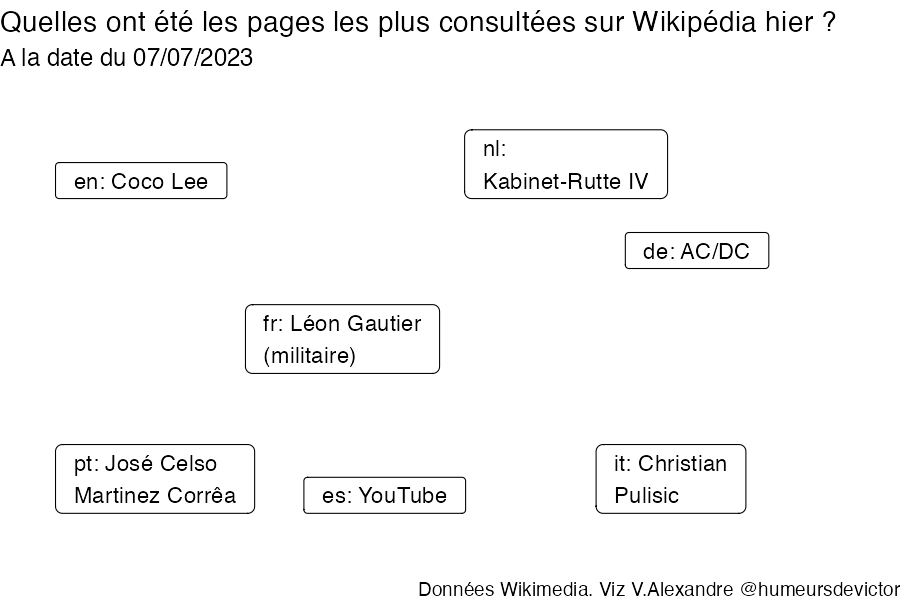 Quelles ont été les pages les plus consultées sur Wikipédia hier ?
A la date du 07/07/2023
nl:
Kabinet-Rutte IV
en: Coco Lee
de: AC/DC
fr: Léon Gautier
(militaire)
pt: José Celso
Martinez Corrêa
es: YouTube
it: Christian
Pulisic
Données Wikimedia. Viz V.Alexandre @humeursdevictor